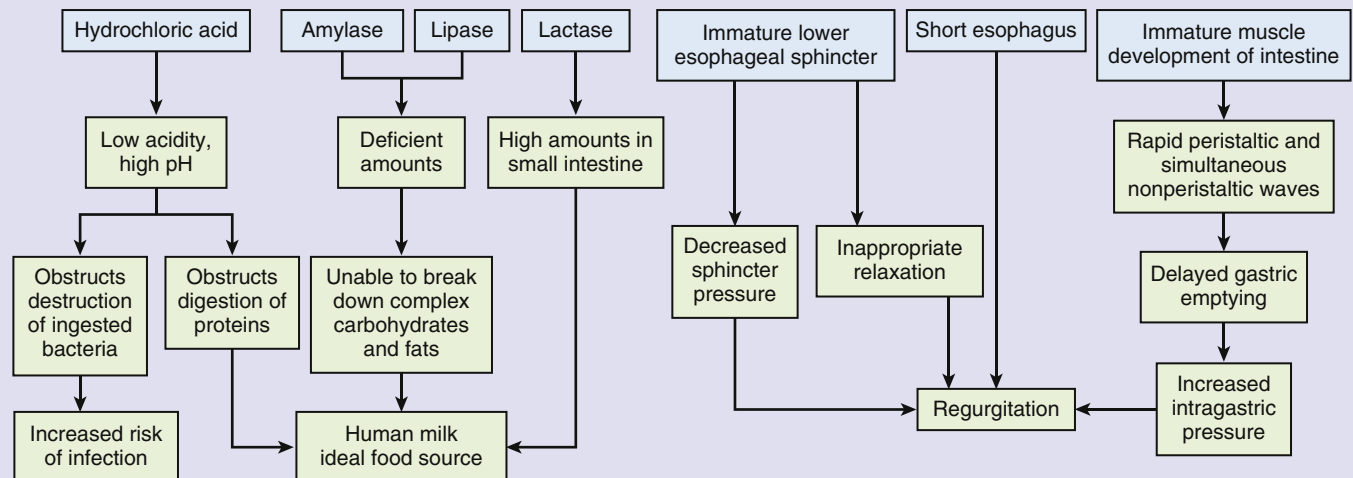 Hydrochloric acid
Amylase
Lipase
Lactase
Immature lower
esophageal sphincter
Short esophagus
Immature muscle
development of intestine
Low acidity,
high pH
Deficient
amounts
High amounts in
small intestine
Rapid peristaltic and
simultaneous
nonperistaltic waves
Obstructs
destruction
of ingested
bacteria
Obstructs
digestion of
proteins
Unable to break
down complex
carbohydrates
and fats
Decreased
sphincter
pressure
Inappropriate
relaxation
Delayed gastric
emptying
Increased risk
of infection
Human milk
ideal food source
Regurgitation
Increased
intragastric
pressure